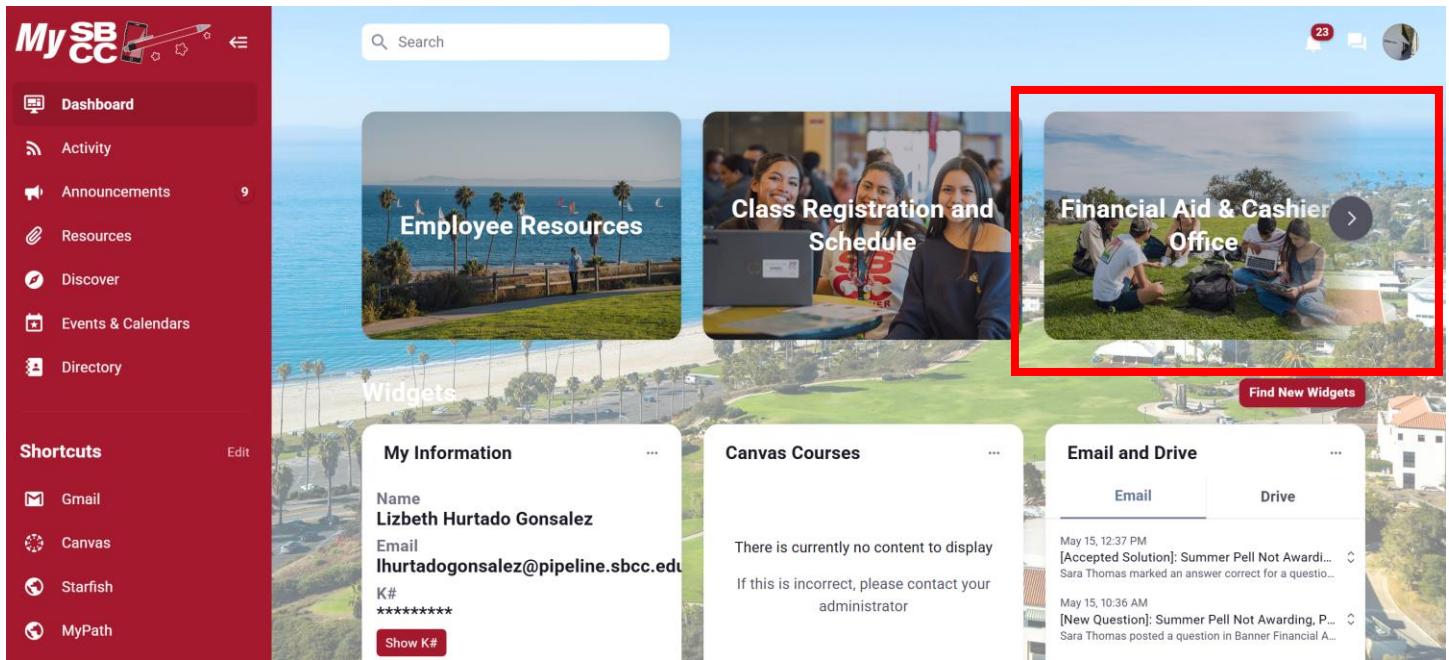 My SB CC
Search
23
Dashboard
Activity
Announcements 9
Resources
Discover
Events & Calendars
Directory
Shortcuts Edit
Gmail
Canvas
Starfish
MyPath
Employee Resources
Class Registration and
Schedule
Financial Aid & Cashier
Office
Widgets
Find New Widgets
My Information
Name
Lizbeth Hurtado Gonsalez
Email
lhurtadogonsalez@pipeline.sbcc.edu
K#
*********
Show K#
Canvas Courses
There is currently no content to display
If this is incorrect, please contact your
administrator
Email and Drive
Email Drive
May 15, 12:37 PM
[Accepted Solution]: Summer Pell Not Awardi...
Sara Thomas marked an answer correct for a questio...
May 15, 10:36 AM
[New Question]: Summer Pell Not Awarding, P...
Sara Thomas posted a question in Banner Financial A...